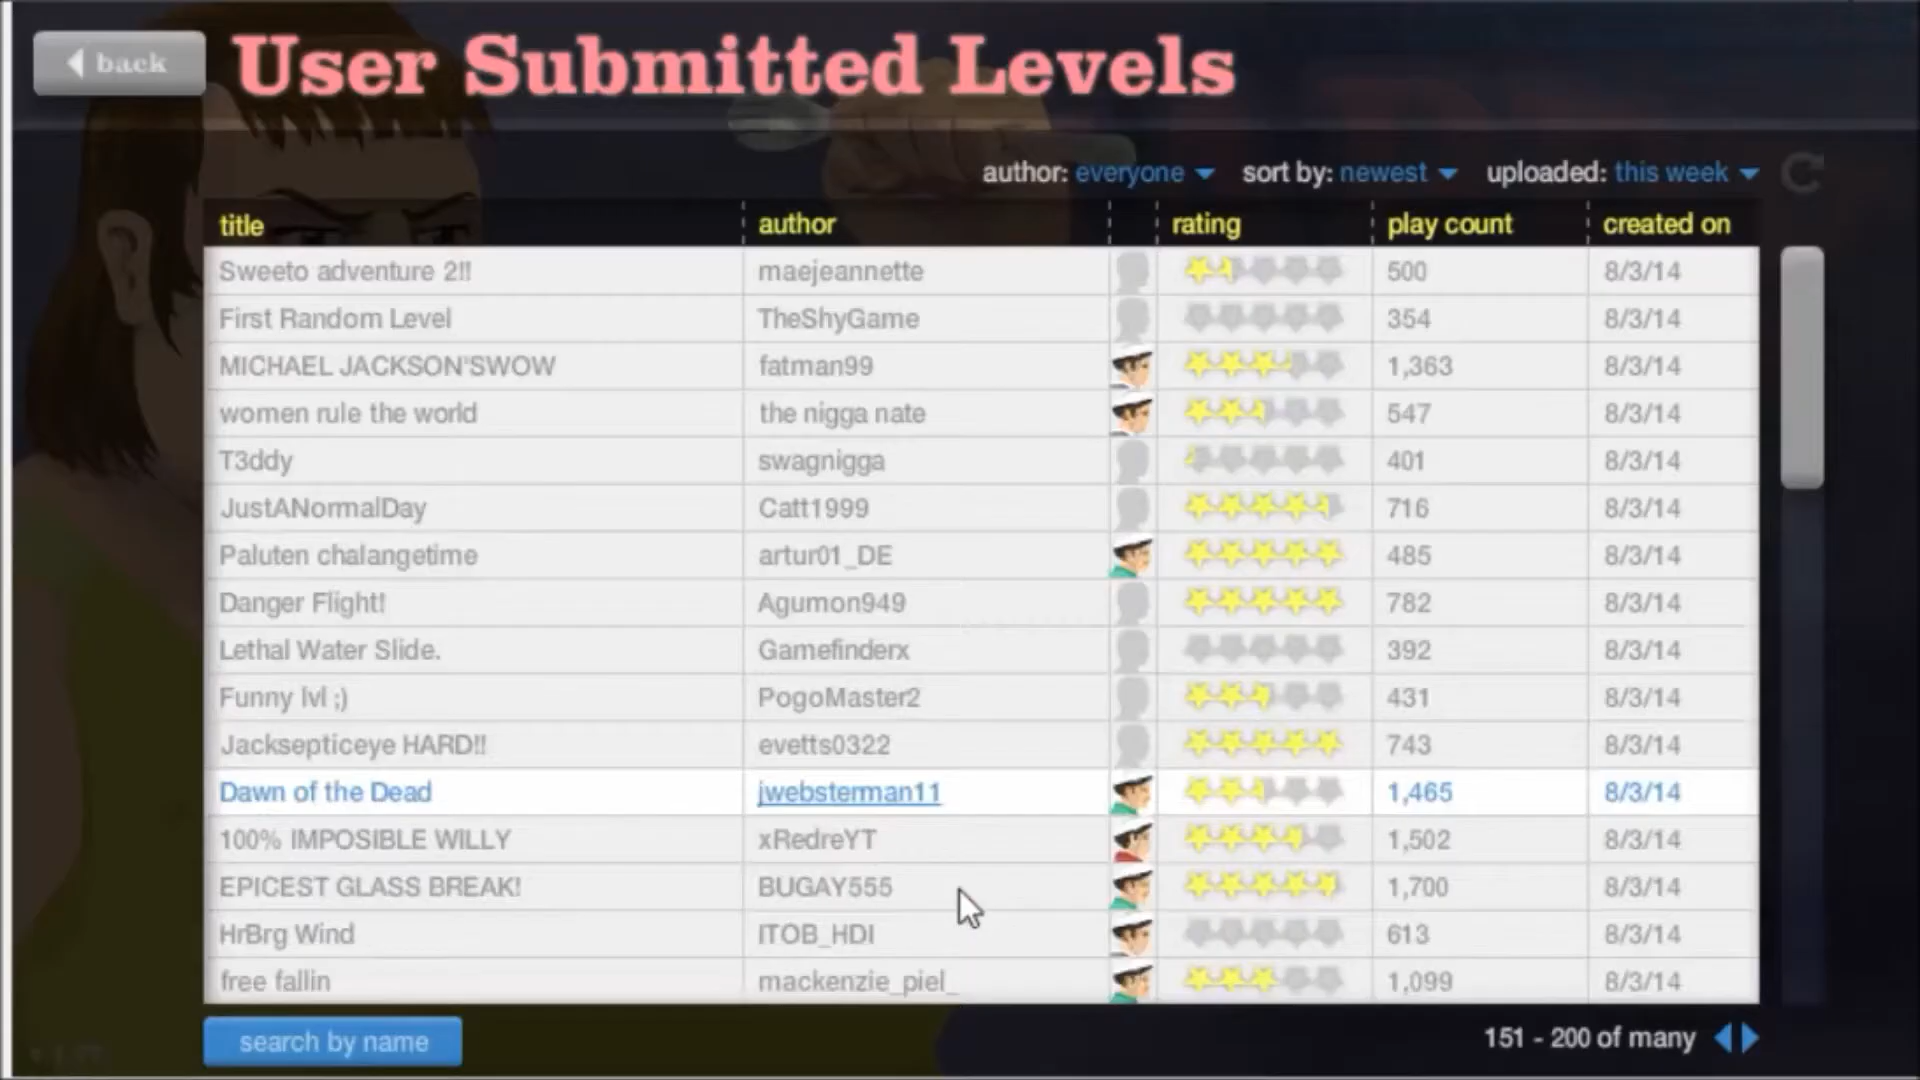 back
User Submitted Levels
author: everyone sort by: newest uploaded: this week
title author rating play count created on
Sweeto adventure 2!! maejeannette 500 8/3/14
First Random Level TheShyGame 354 8/3/14
MICHAEL JACKSON'SWOW fatman99 1,363 8/3/14
women rule the world the nigga nate 547 8/3/14
T3ddy swagnigga 401 8/3/14
JustANormalDay Catt1999 716 8/3/14
Paluten chalangetime artur01_DE 485 8/3/14
Danger Flight! Agumon949 782 8/3/14
Lethal Water Slide. Gamefinderx 392 8/3/14
Funny lvl ;) PogoMaster2 431 8/3/14
Jacksepticeye HARD!! evetts0322 743 8/3/14
Dawn of the Dead jwebsterman11 1,465 8/3/14
100% IMPOSIBLE WILLY xRedreYT 1,502 8/3/14
EPICEST GLASS BREAK! BUGAY555 1,700 8/3/14
HrBrg Wind ITOB_HDI 613 8/3/14
free fallin mackenzie_piel_ 1,099 8/3/14
search by name 151 - 200 of many